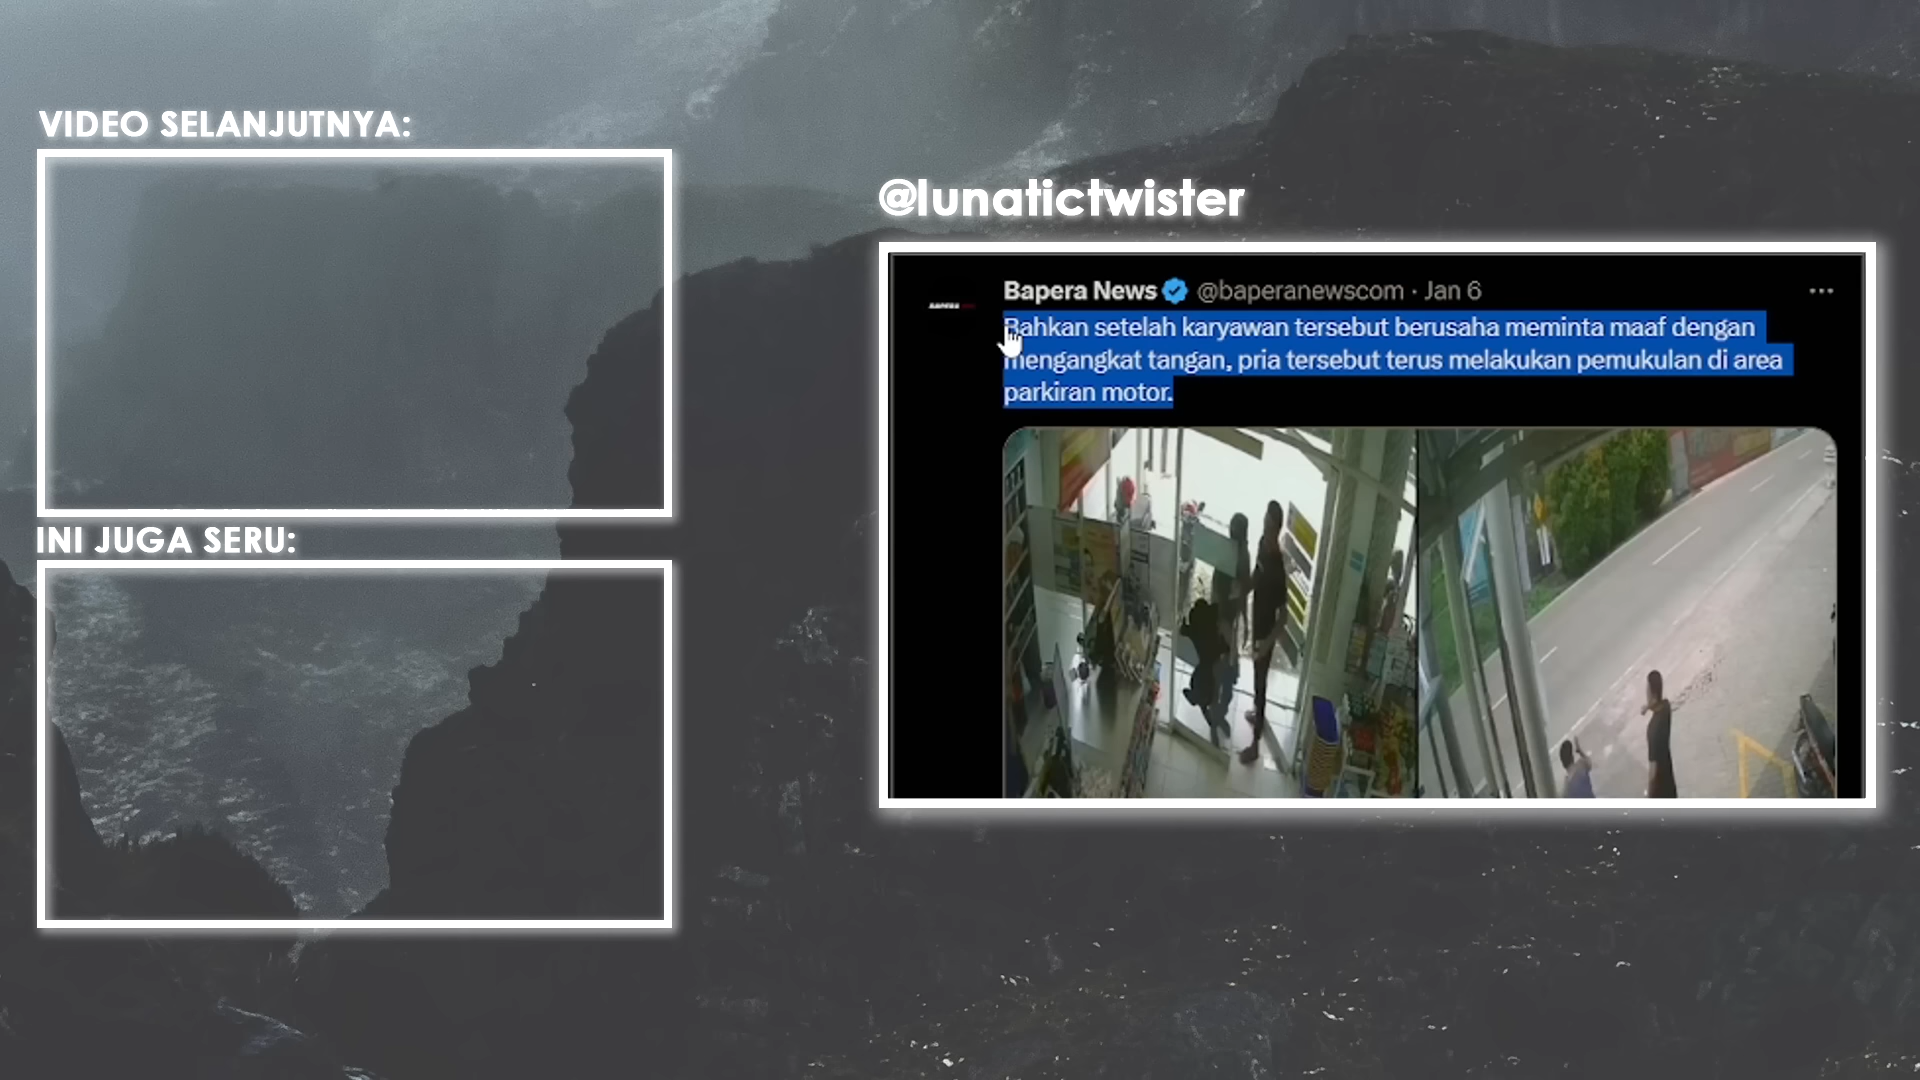 VIDEO SELANJUTNYA:
INI JUGA SERU:
@lunatictwister
Bapera News @baperanewscom · Jan 6
Bahkan setelah karyawan tersebut berusaha meminta maaf dengan
mengangkat tangan, pria tersebut terus melakukan pemukulan di area
parkiran motor.